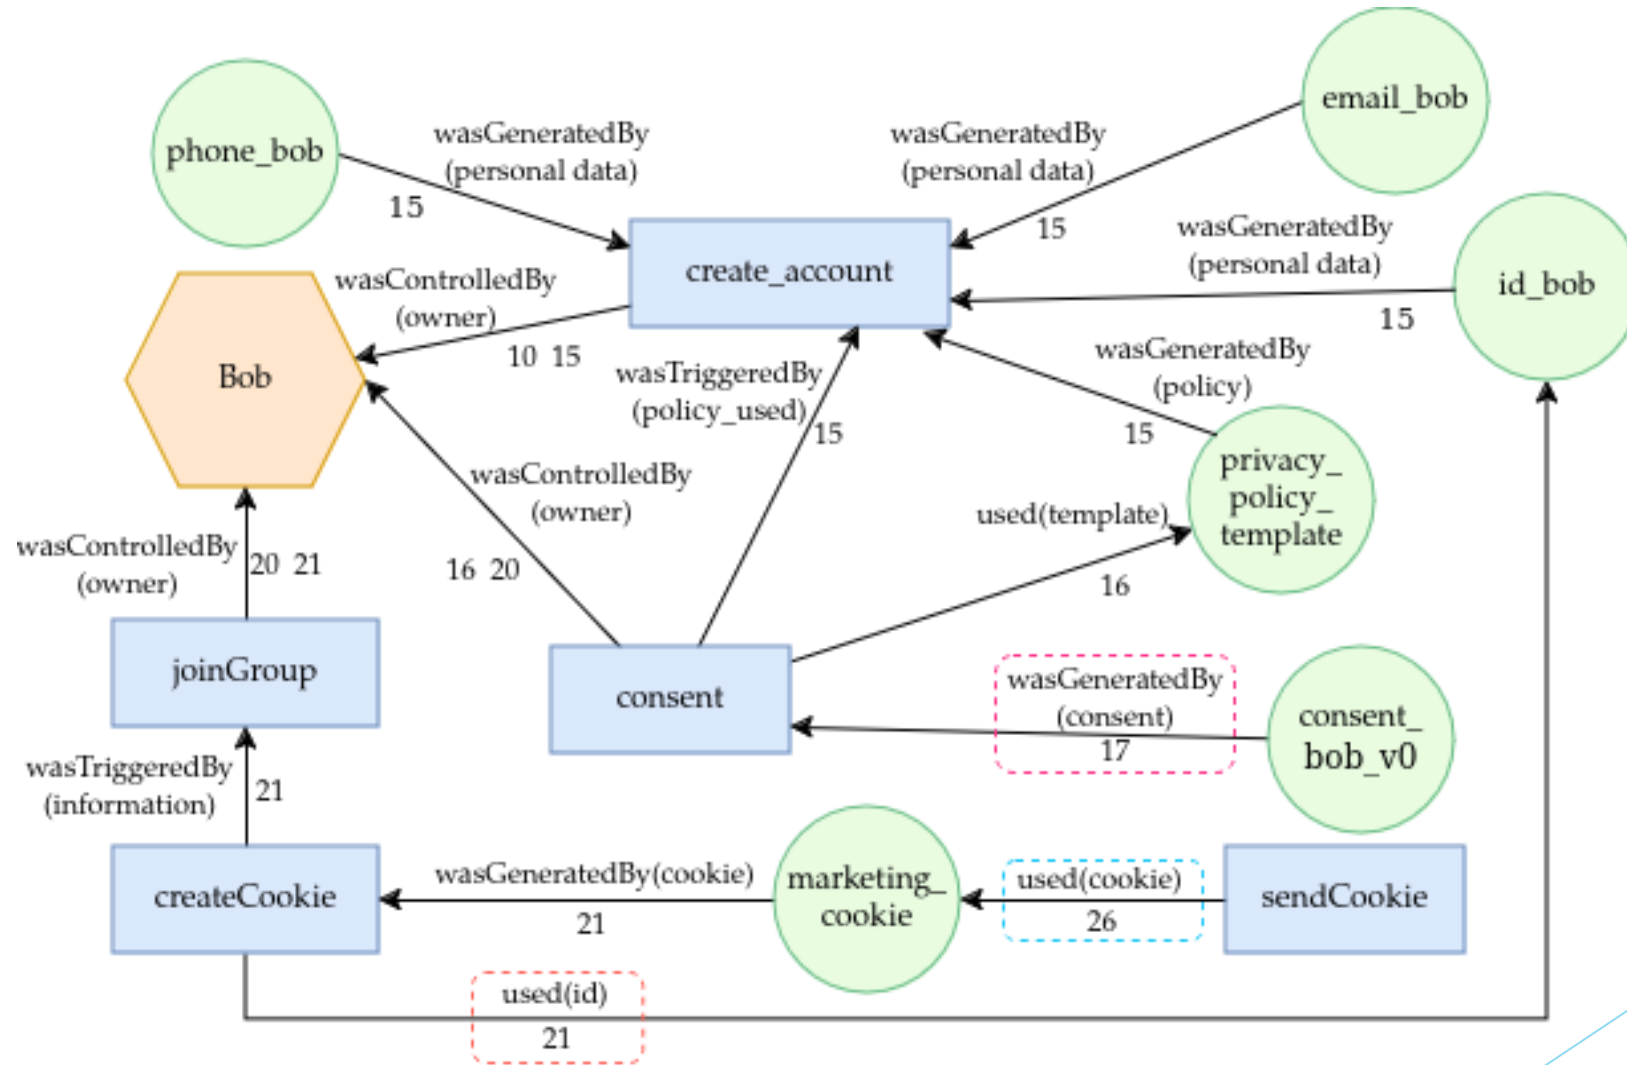 email_bob
phone_bob
wasGeneratedBy
(personal data)
15
wasGeneratedBy
(personal data)
15
wasGeneratedBy
(personal data)
15
id_bob
create_account
wasControlledBy
(owner)
10 15
Bob
wasTriggeredBy
(policy_used)
15
wasGeneratedBy
(policy)
15
privacy_
policy_
template
wasControlledBy
(owner)
16 20
used(template)
16
wasControlledBy
(owner)
20 21
joinGroup
consent
wasGeneratedBy
(consent)
17
consent_
bob_v0
wasTriggeredBy
(information)
21
createCookie
wasGeneratedBy(cookie)
21
marketing_
cookie
used(cookie)
26
sendCookie
used(id)
21